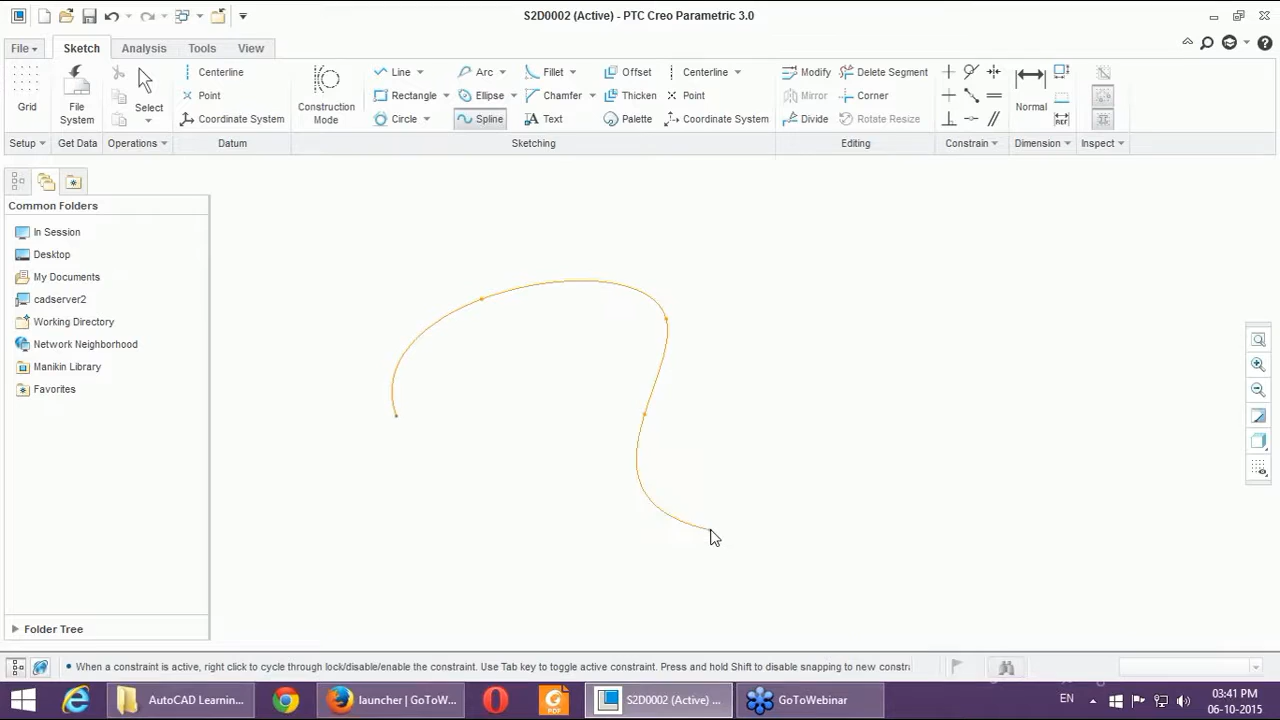 S2D0002 (Active) - PTC Creo Parametric 3.0
File Sketch Analysis Tools View
Centerline Line Arc Fillet Offset Centerline Modify Delete Segment
Point Rectangle Ellipse Chamfer Thicken Point Mirror Corner
Coordinate System Circle Spline Text Palette Coordinate System Divide Rotate Resize
Grid File System Select Construction Mode Normal
REF
Setup Get Data Operations Datum Sketching Editing Constrain Dimension Inspect
Common Folders
In Session
Desktop
My Documents
cadserver2
Working Directory
Network Neighborhood
Manikin Library
Favorites
Folder Tree
When a constraint is active, right click to cycle through lock/disable/enable the constraint. Use Tab key to toggle active constraint. Press and hold Shift to disable snapping to new constr
AutoCAD Learnin... launcher | GoToW... PDF S2D0002 (Active) ... GoToWebinar EN 03:41 PM
06-10-2015